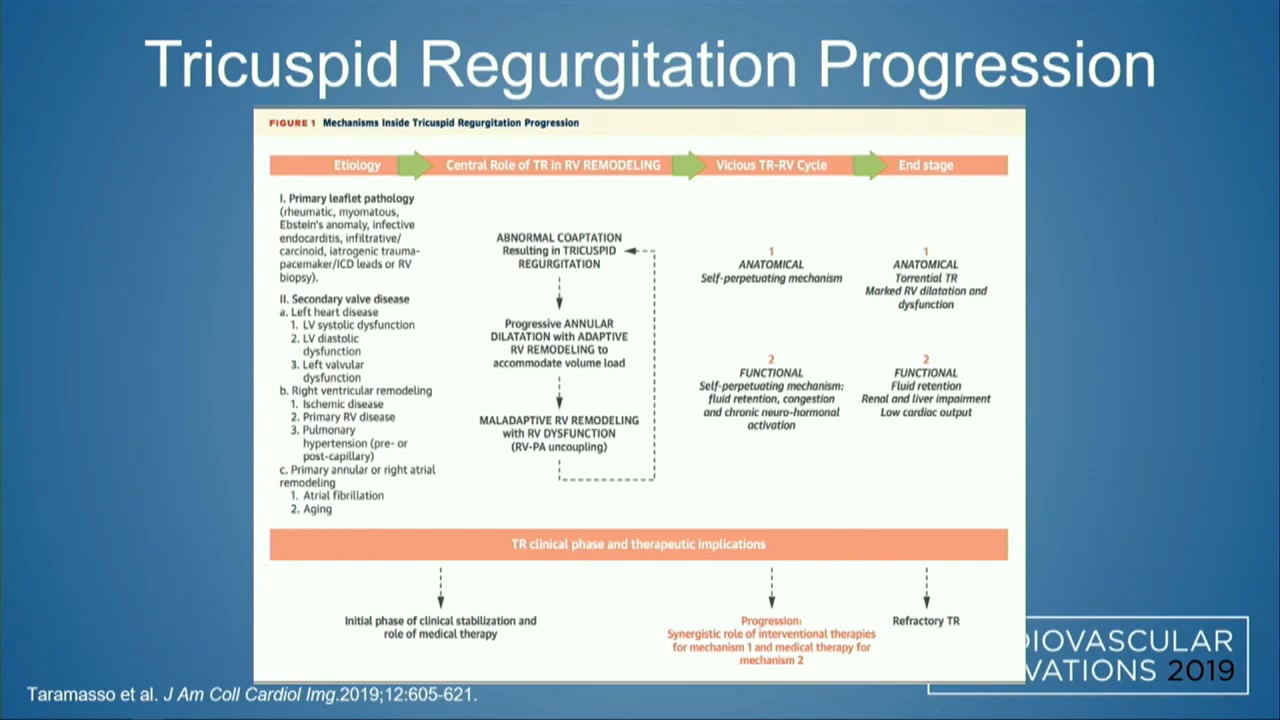 Tricuspid Regurgitation Progression
FIGURE 1 Mechanisms Inside Tricuspid Regurgitation Progression
Etiology
Central Role of TR in RV REMODELING
Vicious TR-RV Cycle
End stage
I. Primary leaflet pathology
(rheumatic, myomatous,
Ebstein's anomaly, infective
endocarditis, infiltrative/
carcinoid, iatrogenic trauma-
pacemaker/ICD leads or RV
biopsy).
II. Secondary valve disease
a. Left heart disease
1. LV systolic dysfunction
2. LV diastolic
dysfunction
3. Left valvular
dysfunction
b. Right ventricular remodeling
1. Ischemic disease
2. Primary RV disease
3. Pulmonary
hypertension (pre- or
post-capillary)
c. Primary annular or right atrial
remodeling
1. Atrial fibrillation
2. Aging
ABNORMAL COAPTATION
Resulting in TRICUSPID
REGURGITATION
Progressive ANNULAR
DILATATION with ADAPTIVE
RV REMODELING to
accommodate volume load
MALADAPTIVE RV REMODELING
with RV DYSFUNCTION
(RV-PA uncoupling)
1
ANATOMICAL
Self-perpetuating mechanism
2
FUNCTIONAL
Self-perpetuating mechanism:
fluid retention, congestion
and chronic neuro-hormonal
activation
1
ANATOMICAL
Torrential TR
Marked RV dilatation and
dysfunction
2
FUNCTIONAL
Fluid retention
Renal and liver impairment
Low cardiac output
TR clinical phase and therapeutic implications
Initial phase of clinical stabilization and
role of medical therapy
Progression:
Synergistic role of interventional therapies
for mechanism 1 and medical therapy for
mechanism 2
Refractory TR
DIOVASCULAR
VATIONS 2019
Taramasso et al. J Am Coll Cardiol Img.2019;12:605-621.